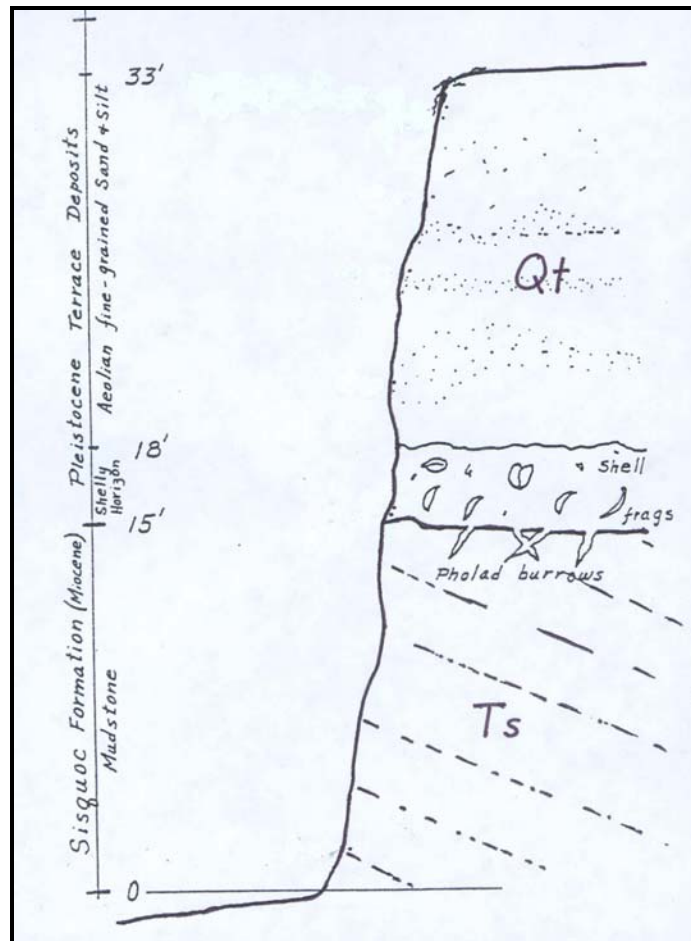 33'
Pleistocene Terrace Deposits
Aeolian fine-grained Sand & Silt
Qt
18'
Shelly
Horizon
shell
frags
15'
Pholad burrows
Sisquoc Formation (Miocene)
Mudstone
Ts
0